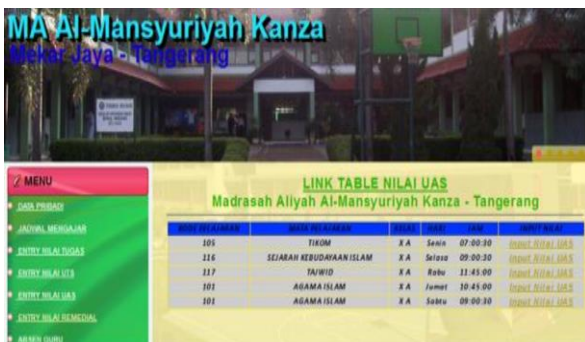 MA Al-Mansyuriyah Kanza
Mekar Jaya - Tangerang
MENU
DATA PRIBADI
JADWAL MENGAJAR
ENTRY NILAI TUGAS
ENTRY NILAI UTS
ENTRY NILAI UAS
ENTRY NILAI REMEDIAL
ABSEN GURU
LINK TABLE NILAI UAS
Madrasah Aliyah Al-Mansyuriyah Kanza - Tangerang
KODE PELAJARAN MATA PELAJARAN KELAS HARI JAM INPUT NILAI
105 TIKOM X A Senin 07:00:30 Input Nilai UAS
116 SEJARAH KEBUDAYAAN ISLAM X A Selasa 09:00:30 Input Nilai UAS
117 TAJWID X A Rabu 11:45:00 Input Nilai UAS
101 AGAMA ISLAM X A Jumat 10:45:00 Input Nilai UAS
101 AGAMA ISLAM X A Sabtu 09:00:30 Input Nilai UAS